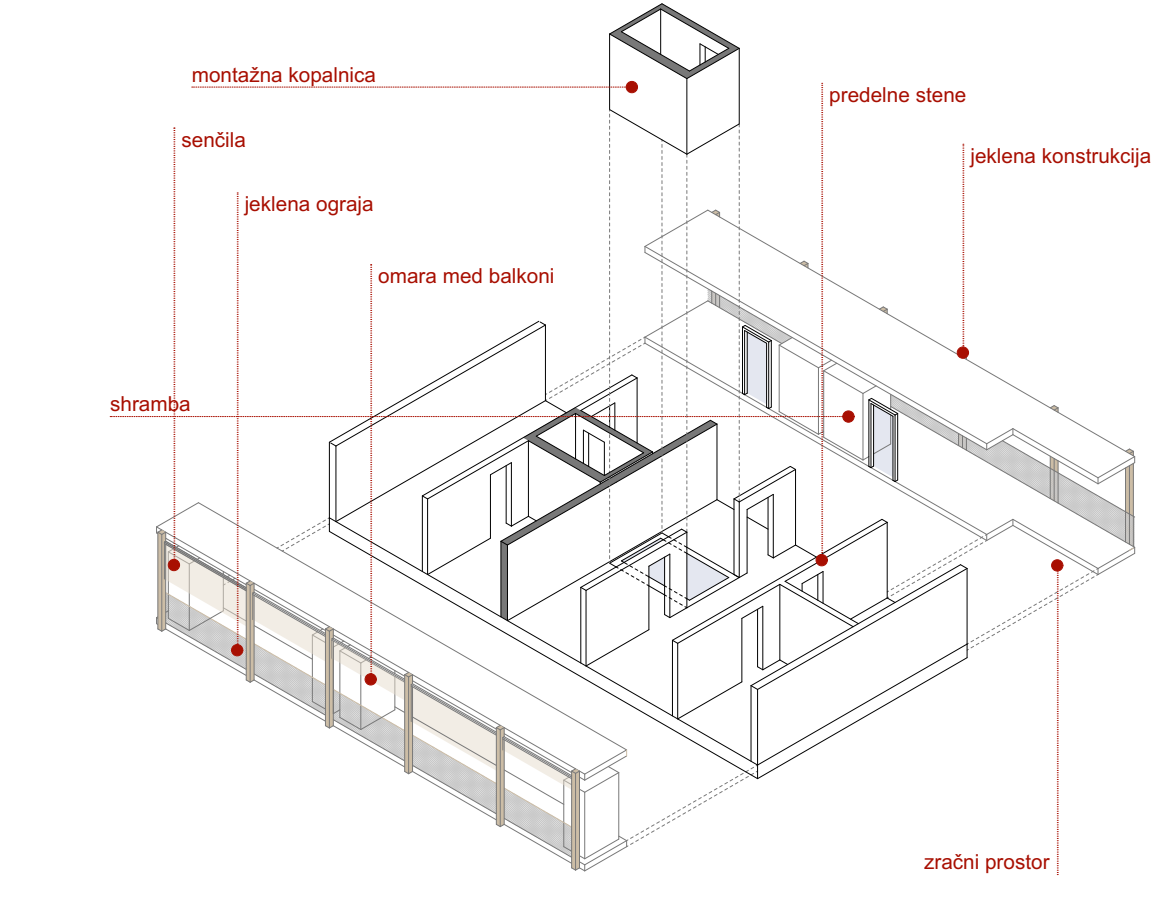 montažna kopalnica
predelne stene
senčila
jeklena konstrukcija
jeklena ograja
omara med balkoni
shramba
zračni prostor